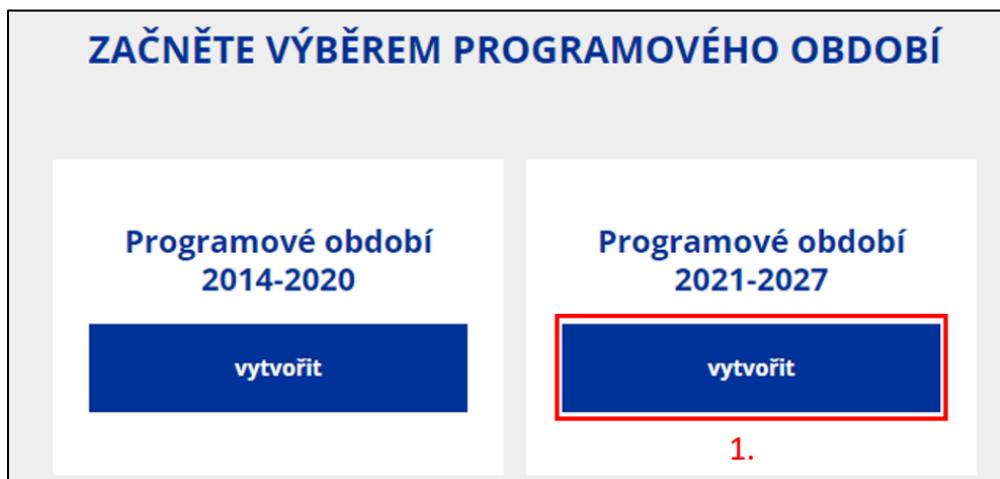 ZAČNĚTE VÝBĚREM PROGRAMOVÉHO OBDOBÍ
Programové období
2014-2020
vytvořit
Programové období
2021-2027
vytvořit
1.